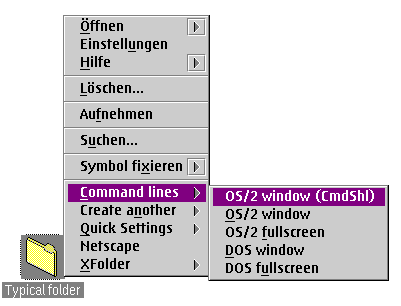 Öffnen
Einstellungen
Hilfe
Löschen...
Aufnehmen
Suchen...
Symbol fixieren
Command lines
Create another
Quick Settings
Netscape
XFolder
OS/2 window (CmdShl)
OS/2 window
OS/2 fullscreen
DOS window
DOS fullscreen
Typical folder